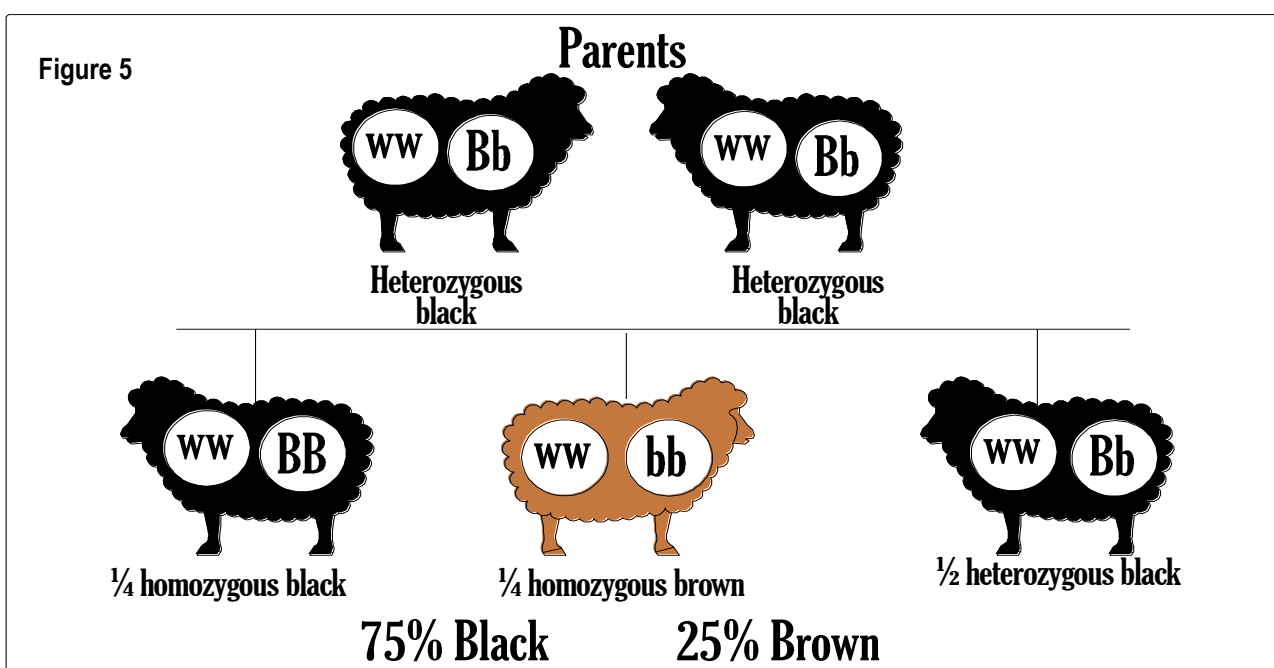 Parents
Figure 5
ww Bb ww Bb
Heterozygous
black
Heterozygous
black
ww BB ww bb ww Bb
¼ homozygous black
¼ homozygous brown
½ heterozygous black
75% Black 25% Brown